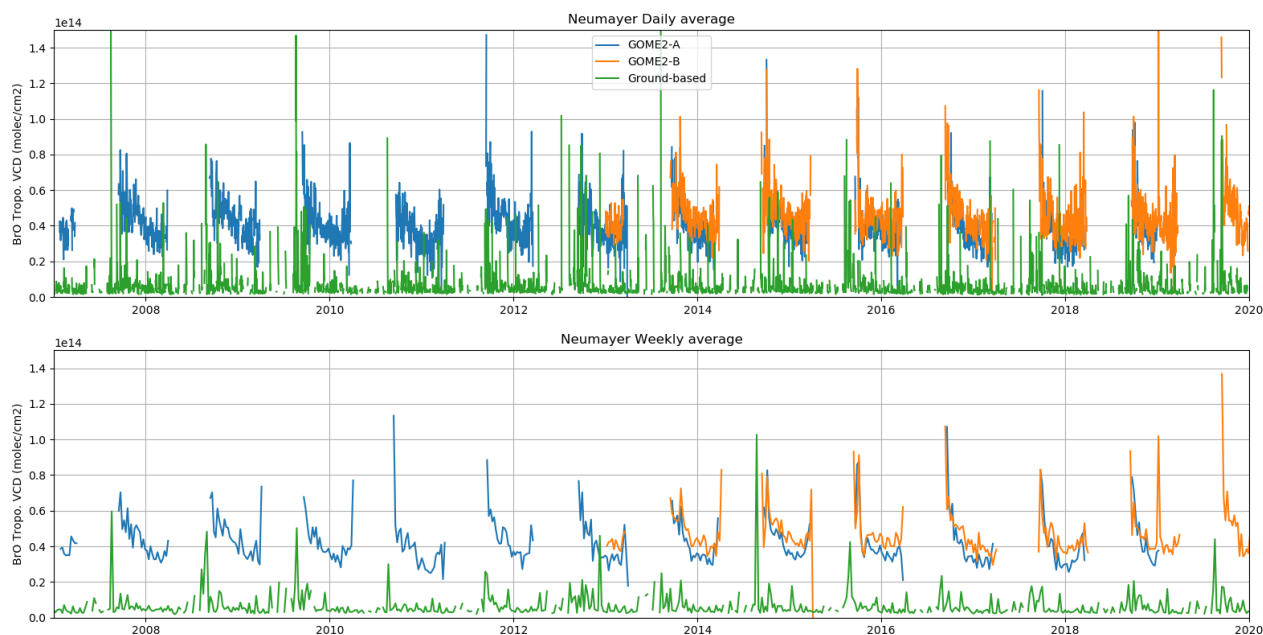 Neumayer Daily average
1e14
GOME2-A
GOME2-B
Ground-based
BrO Tropo. VCD (molec/cm2)
1.4
1.2
1.0
0.8
0.6
0.4
0.2
0.0
2008 2010 2012 2014 2016 2018 2020
Neumayer Weekly average
1e14
BrO Tropo. VCD (molec/cm2)
1.4
1.2
1.0
0.8
0.6
0.4
0.2
0.0
2008 2010 2012 2014 2016 2018 2020